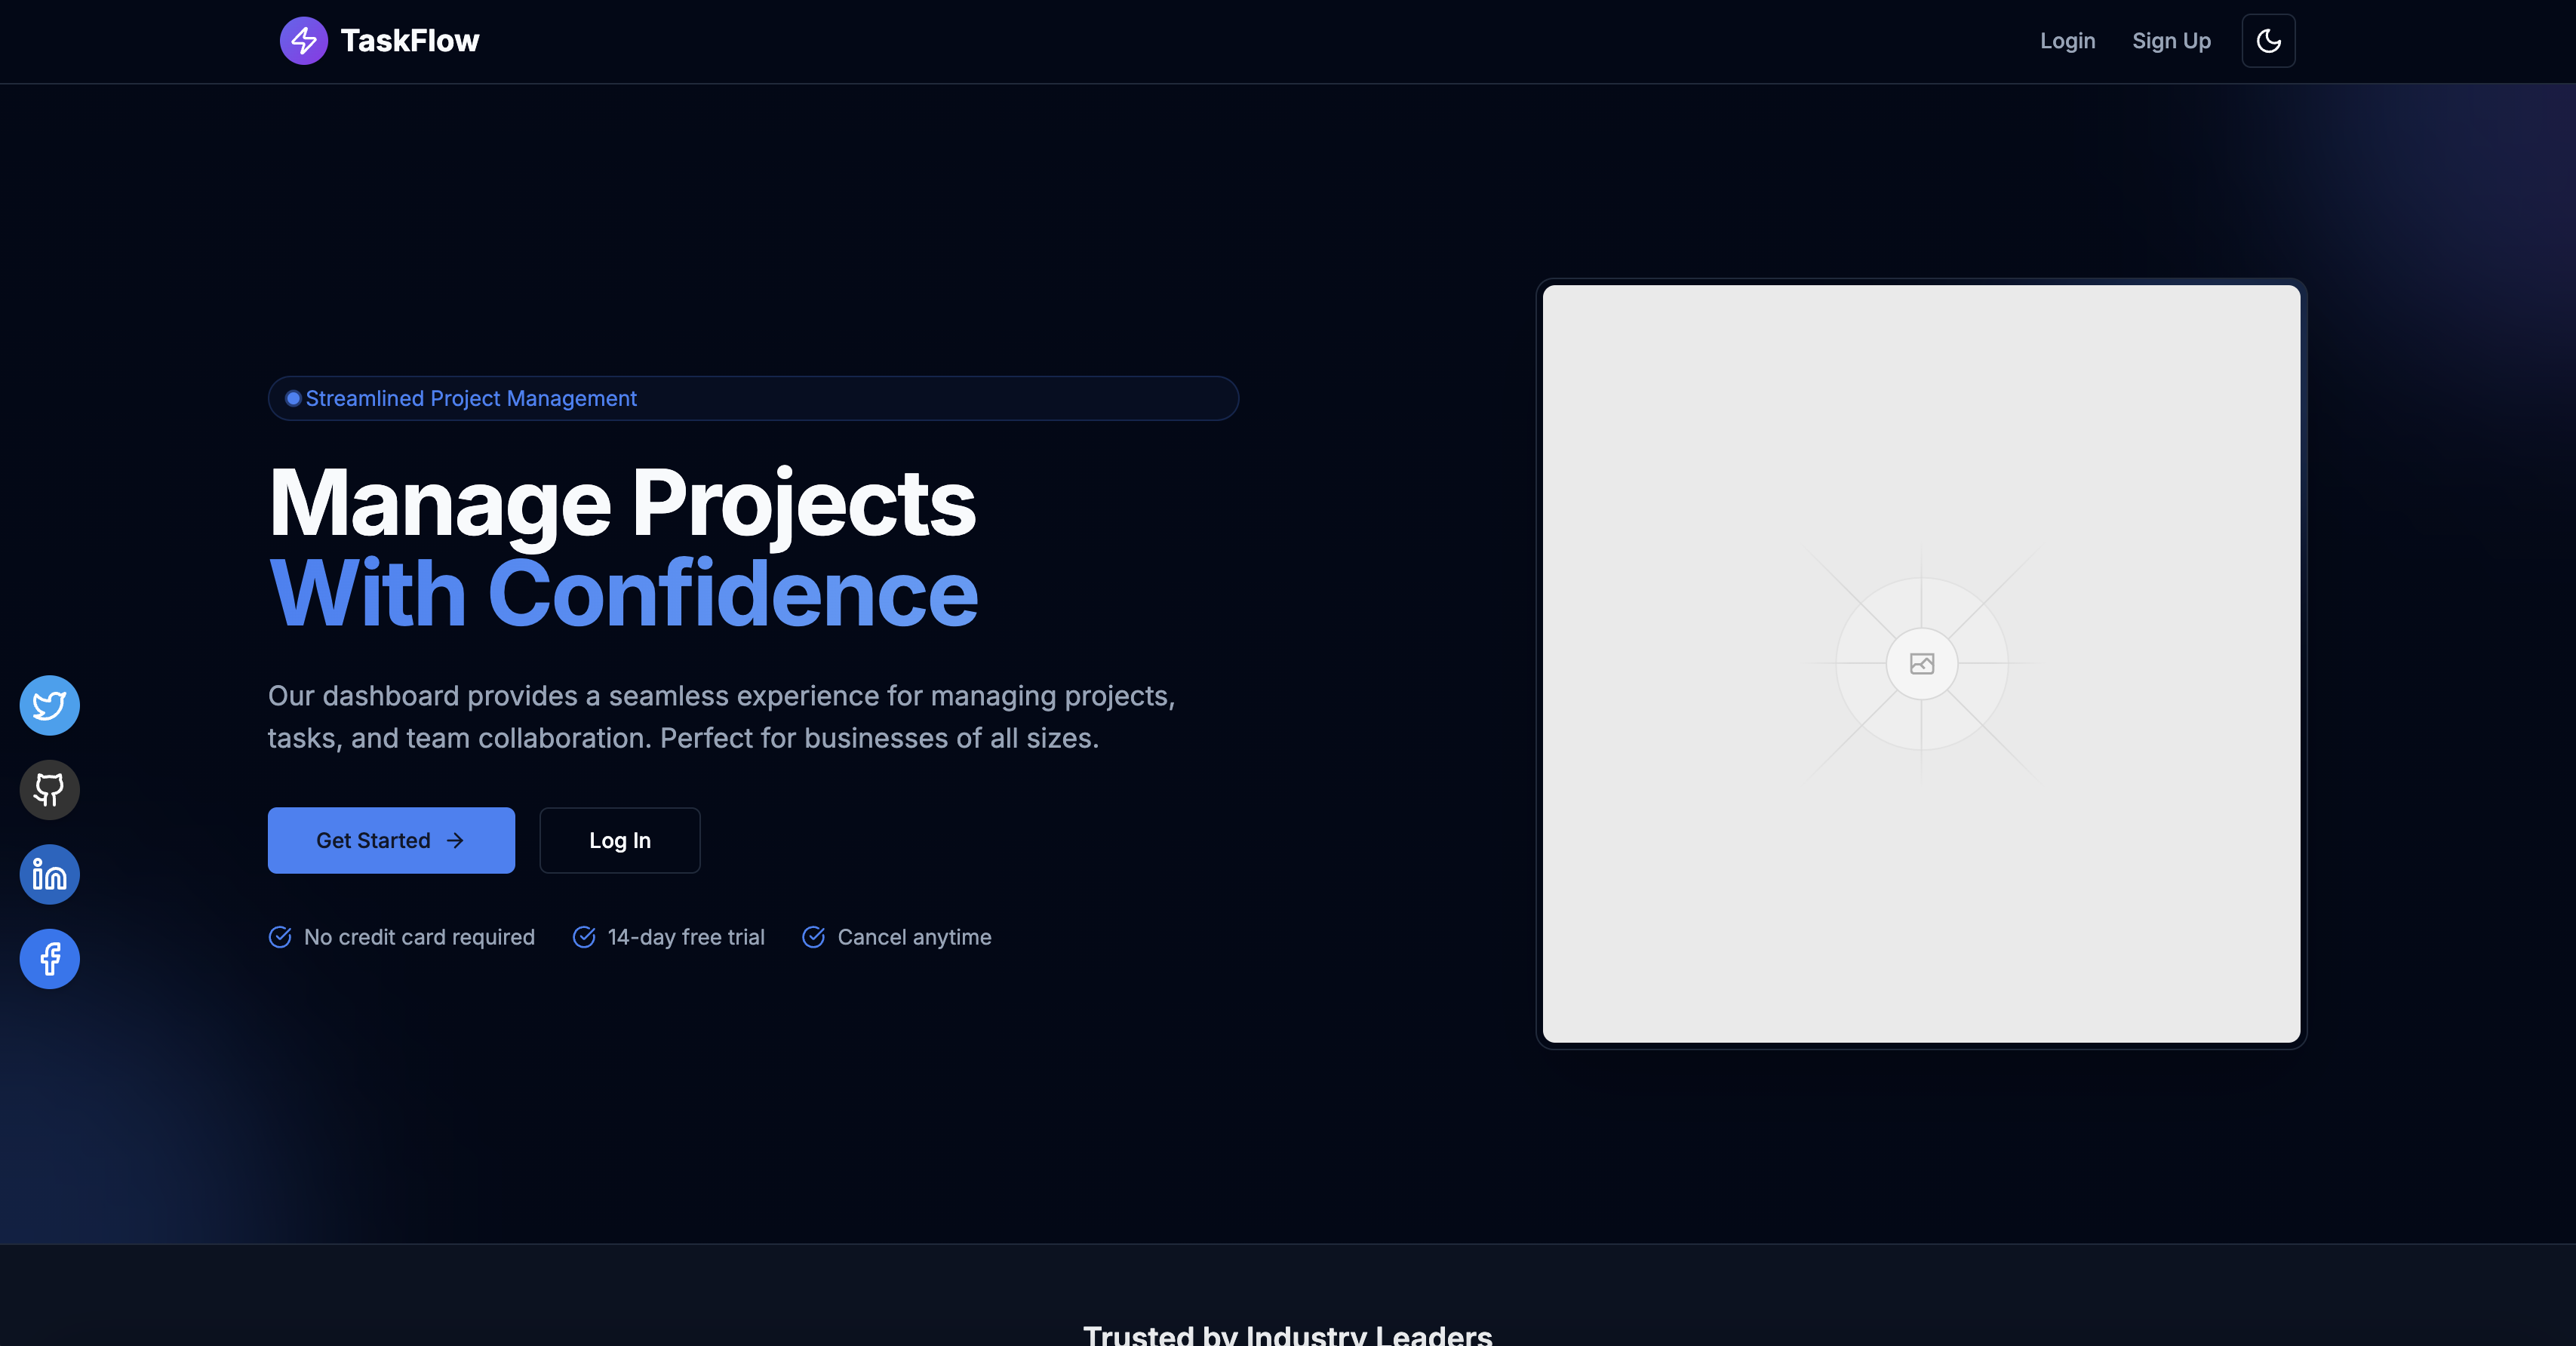 TaskFlow
Login
Sign Up
Streamlined Project Management
Manage Projects
With Confidence
Our dashboard provides a seamless experience for managing projects,
tasks, and team collaboration. Perfect for businesses of all sizes.
Get Started
Log In
No credit card required
14-day free trial
Cancel anytime
Trusted by Industry Leaders